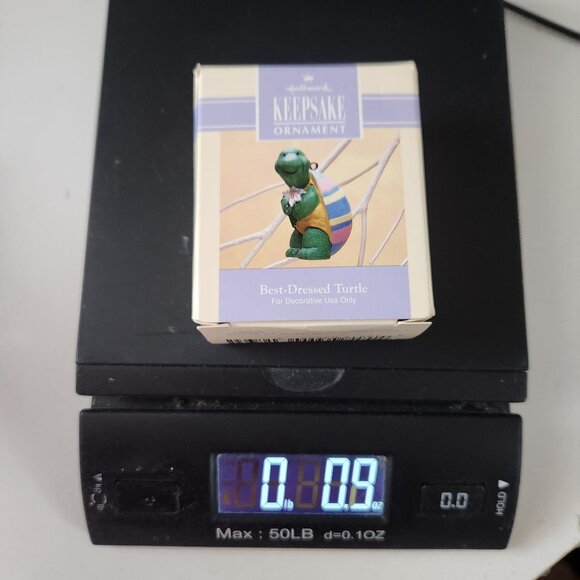 Hallmark
KEEPSAKE
ORNAMENT
Best-Dressed Turtle
For Decorative Use Only
0 lb 0.9 oz
0.0
HOLD
Max : 50LB d=0.1OZ